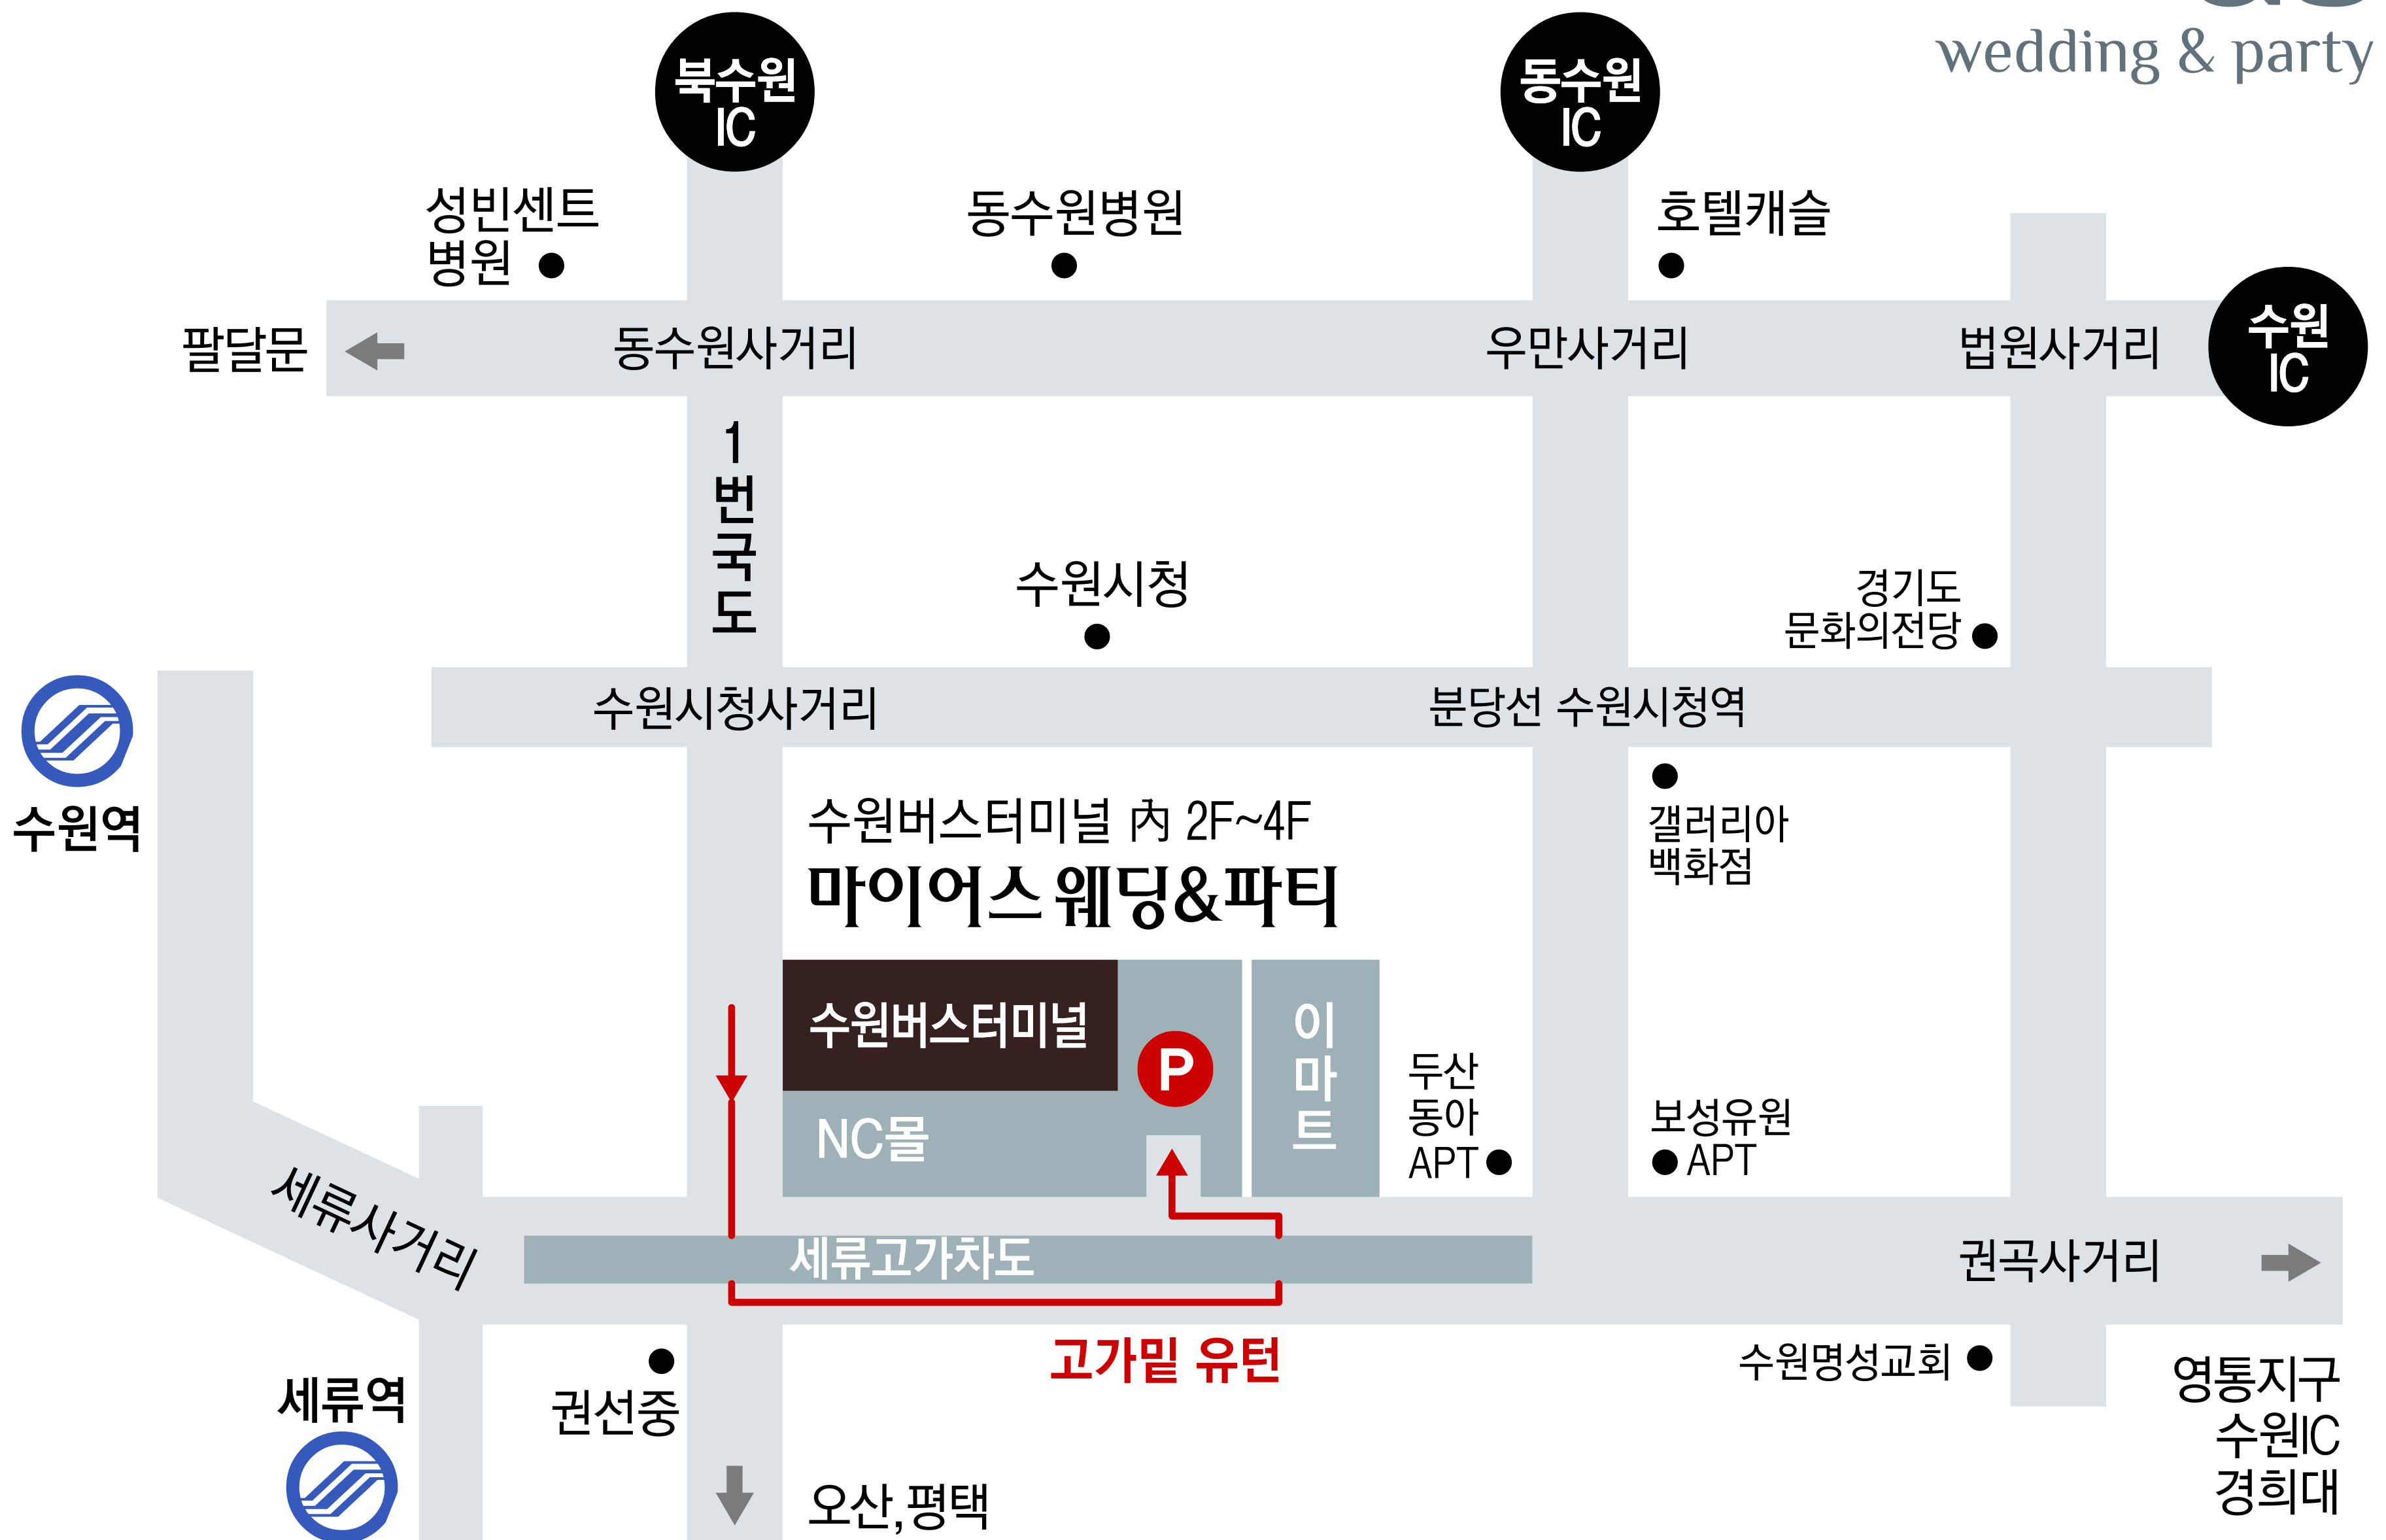 wedding & party
북수원
IC
동수원
IC
성빈센트
병원
동수원병원
호텔캐슬
팔달문
동수원사거리
우만사거리
법원사거리
수원
IC
1번국도
수원시청
경기도
문화의전당
수원시청사거리
분당선 수원시청역
수원역
수원버스터미널 內 2F~4F
마이어스 웨딩&파티
갤러리아
백화점
수원버스터미널
P
이마트
NC몰
두산
동아
APT
보성유원
APT
세류사거리
세류고가차도
권곡사거리
고가밑 유턴
수원명성교회
세류역
권선중
영통지구
수원IC
경희대
오산,평택